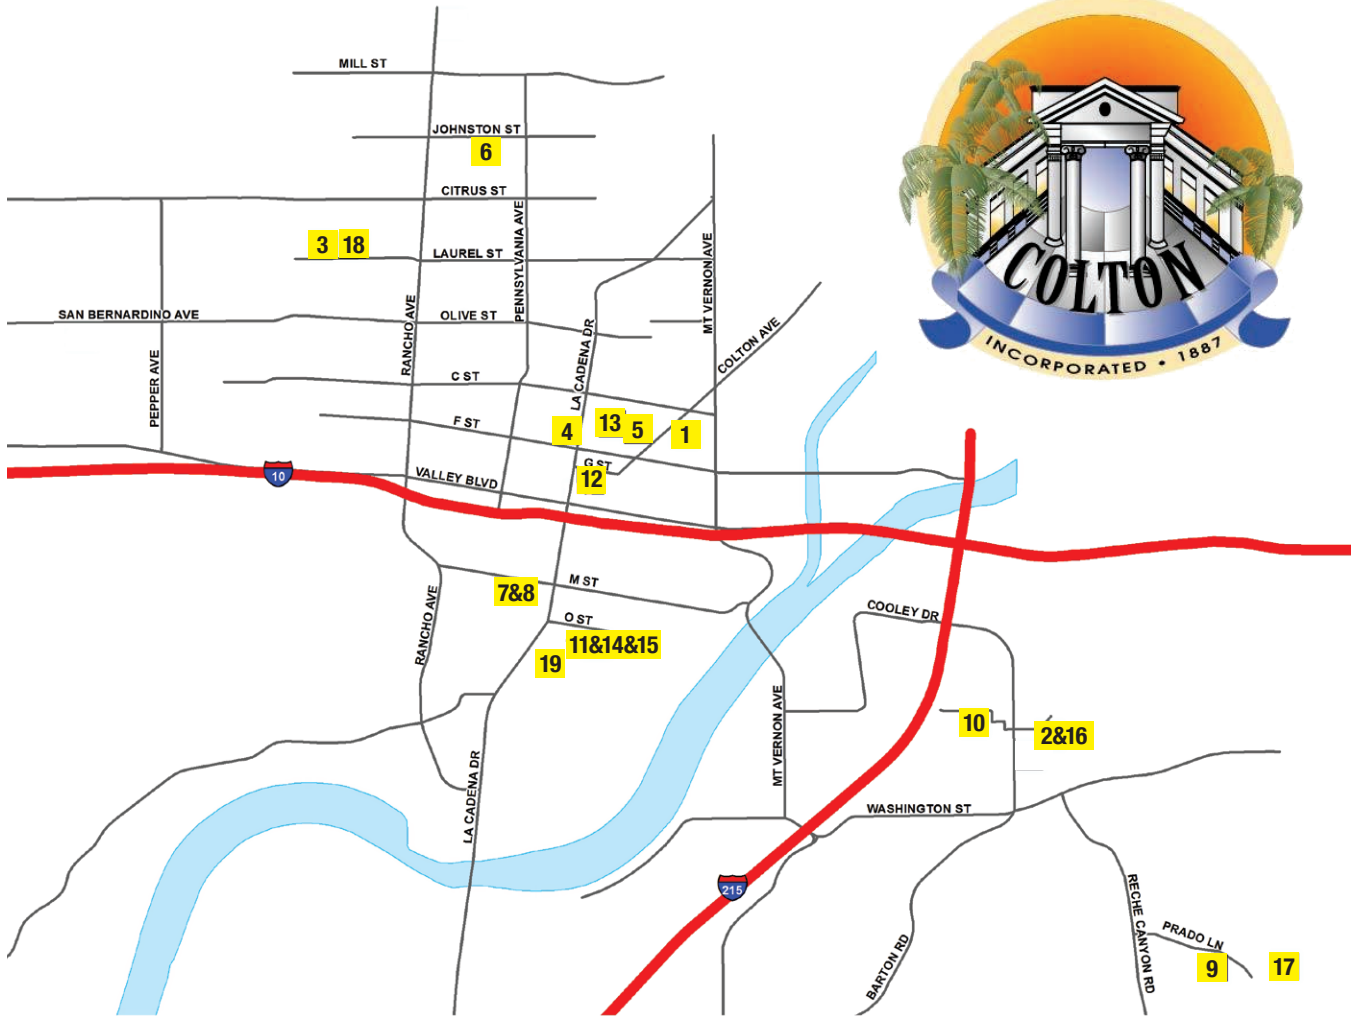 MILL ST
JOHNSTON ST
6
CITRUS ST
3 18
LAUREL ST
PENNSYLVANIA AVE
MT VERNON AVE
COLTON
INCORPORATED • 1887
SAN BERNARDINO AVE
OLIVE ST
RANCHO AVE
LA CADENA DR
COLTON AVE
PEPPER AVE
C ST
F ST
4
13
5
1
G ST
12
10
VALLEY BLVD
7&8
M ST
RANCHO AVE
O ST
11&14&15
19
COOLEY DR
MT VERNON AVE
10
2&16
LA CADENA DR
WASHINGTON ST
215
RECHE CANYON RD
PRADO LN
BARTON RD
9
17